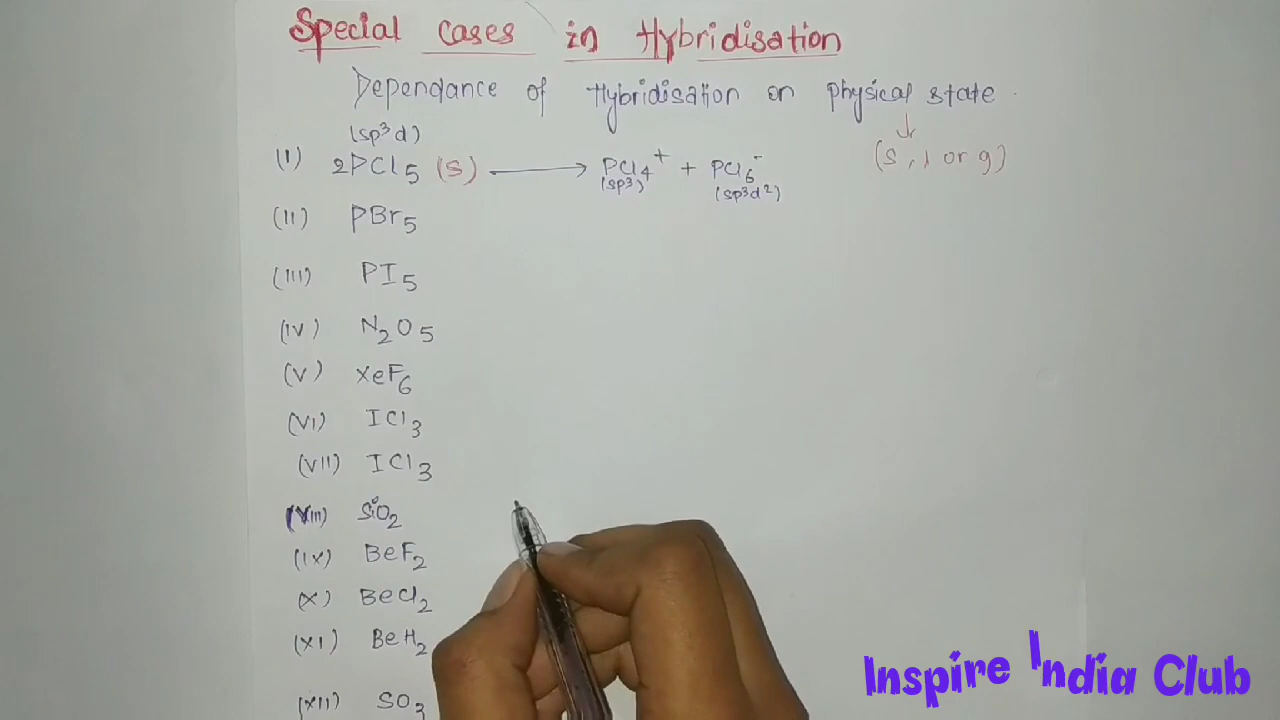 Special cases in Hybridisation
Dependance of Hybridisation on physical state.
(s, l or g)
(sp³d)
(I) 2PCl₅ (s) ⟶ PCl₄⁺ + PCl₆⁻
(sp³) (sp³d²)
(II) PBr₅
(III) PI₅
(IV) N₂O₅
(V) XeF₆
(VI) ICl₃
(VII) ICl₃
(VIII) SiO₂
(IX) BeF₂
(X) BeCl₂
(XI) BeH₂
(XII) SO₃
Inspire India Club